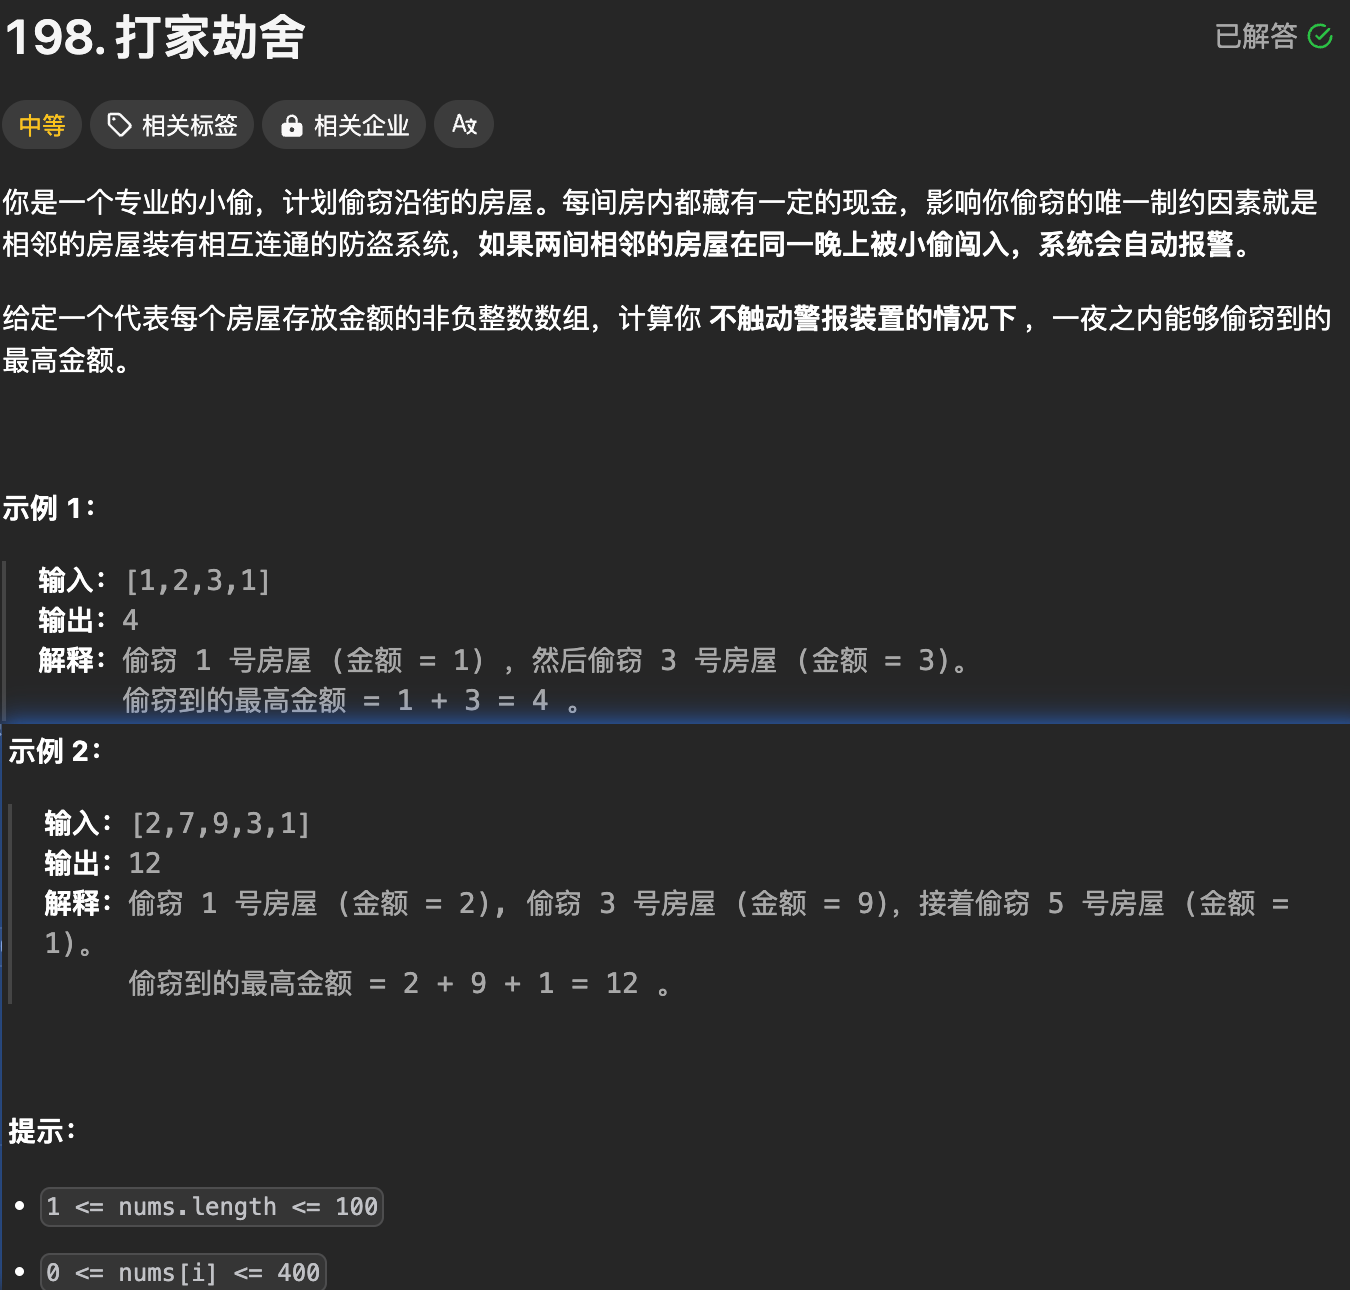 198. 打家劫舍
已解答
中等
相关标签
相关企业
你是一个专业的小偷，计划偷窃沿街的房屋。每间房内都藏有一定的现金，影响你偷窃的唯一制约因素就是
相邻的房屋装有相互连通的防盗系统，如果两间相邻的房屋在同一晚上被小偷闯入，系统会自动报警。
给定一个代表每个房屋存放金额的非负整数数组，计算你 不触动警报装置的情况下 ，一夜之内能够偷窃到的
最高金额。
示例 1：
输入：[1,2,3,1]
输出：4
解释：偷窃 1 号房屋 (金额 = 1) ，然后偷窃 3 号房屋 (金额 = 3)。
偷窃到的最高金额 = 1 + 3 = 4 。
示例 2：
输入：[2,7,9,3,1]
输出：12
解释：偷窃 1 号房屋 (金额 = 2), 偷窃 3 号房屋 (金额 = 9)，接着偷窃 5 号房屋 (金额 =
1)。
偷窃到的最高金额 = 2 + 9 + 1 = 12 。
提示：
• 1 <= nums.length <= 100
• 0 <= nums[i] <= 400